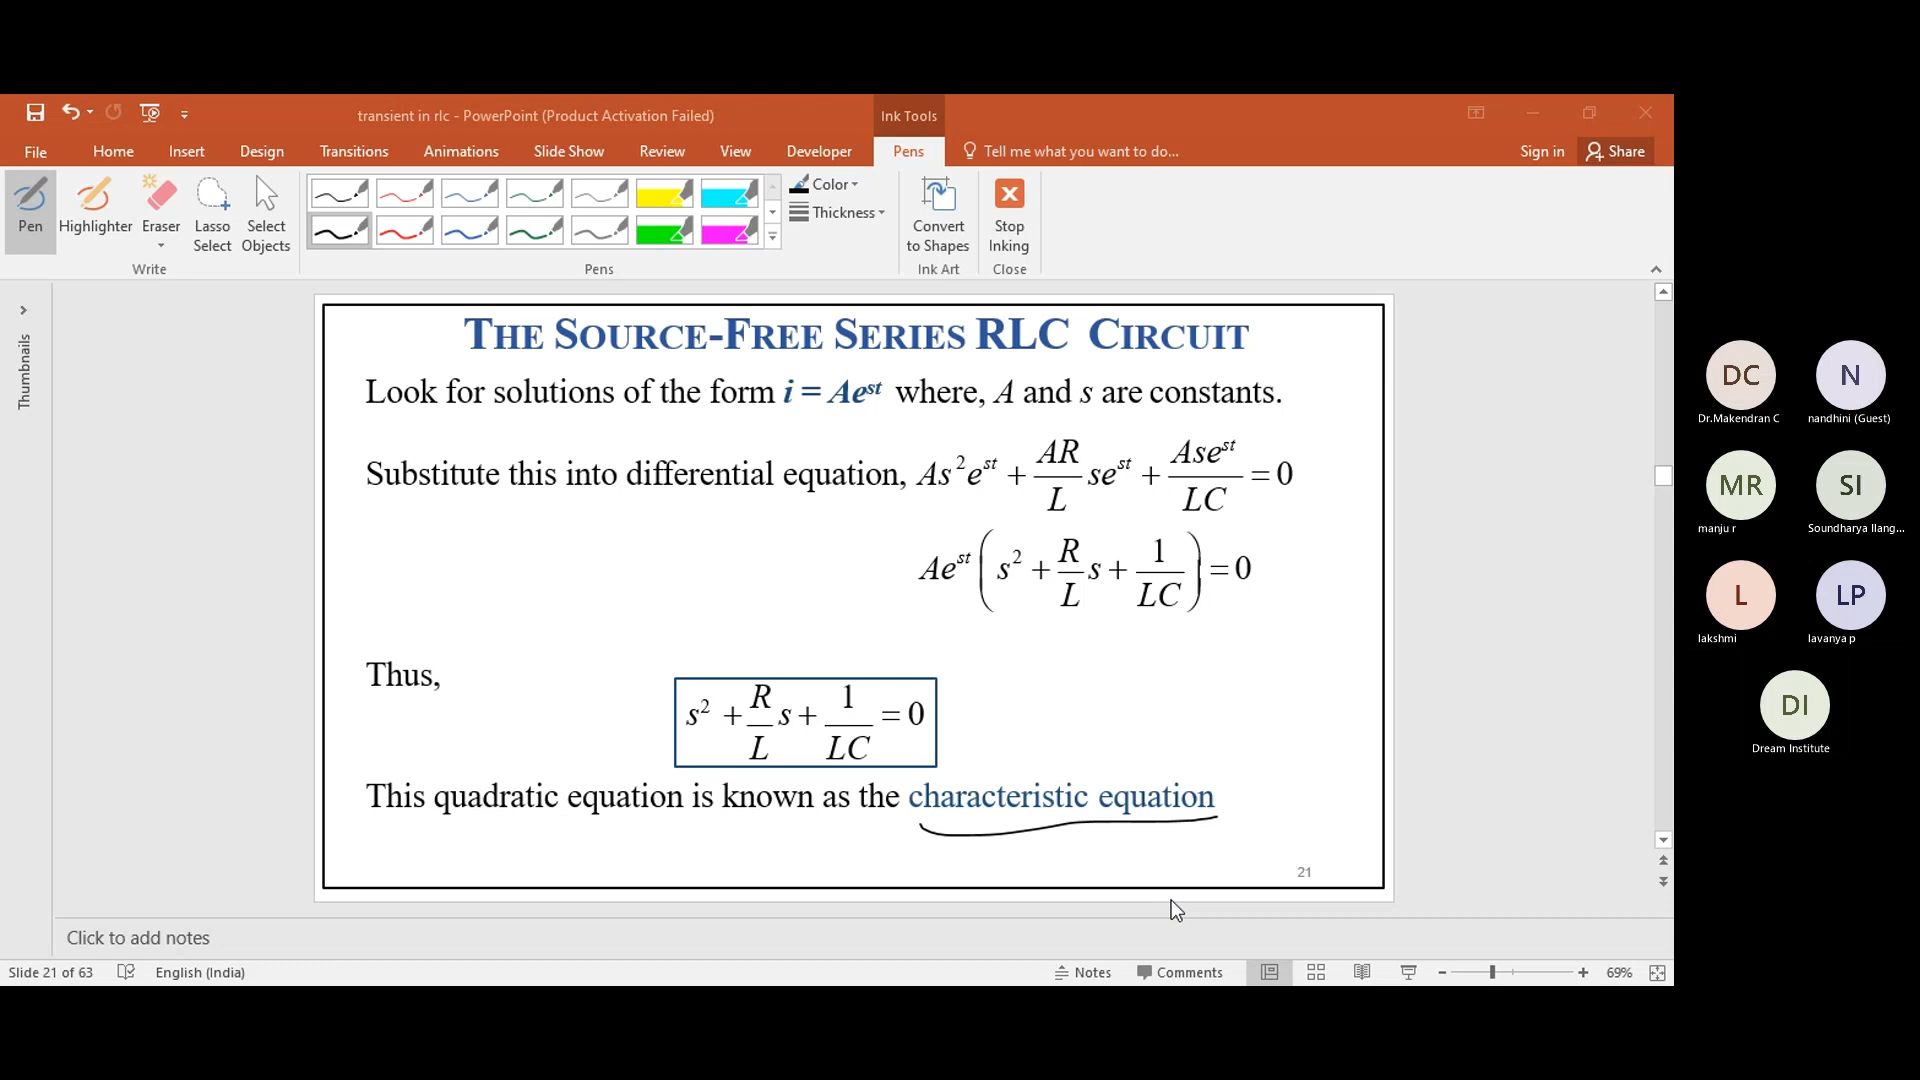 transient in rlc - PowerPoint (Product Activation Failed)
Ink Tools
File Home Insert Design Transitions Animations Slide Show Review View Developer Pens Tell me what you want to do... Sign in Share
Pen Highlighter Eraser Lasso Select Select Objects
Color
Thickness
Convert to Shapes
Stop Inking
Write Pens Ink Art Close
Thumbnails
THE SOURCE-FREE SERIES RLC CIRCUIT
Look for solutions of the form i = Ae^st where, A and s are constants.
Substitute this into differential equation, As^2e^st + AR/L se^st + Ase^st/LC = 0
Ae^st (s^2 + R/L s + 1/LC) = 0
Thus,
s^2 + R/L s + 1/LC = 0
This quadratic equation is known as the characteristic equation
21
Click to add notes
Slide 21 of 63 English (India) Notes Comments 69%
DC N
Dr.Makendran C nandhini (Guest)
MR SI
manju r Soundharya Ilang...
L LP
lakshmi lavanya p
DI
Dream Institute